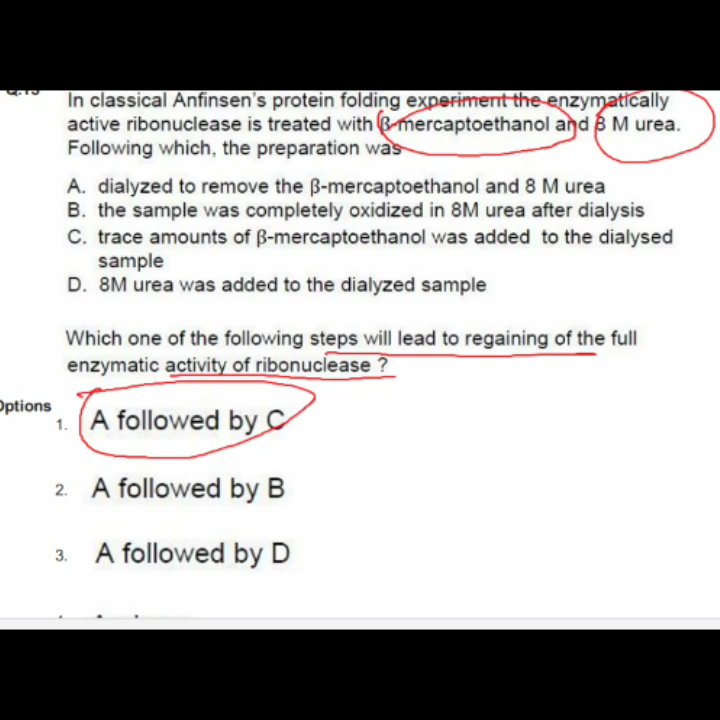 In classical Anfinsen's protein folding experiment the enzymatically
active ribonuclease is treated with β-mercaptoethanol and 8 M urea.
Following which, the preparation was
A. dialyzed to remove the β-mercaptoethanol and 8 M urea
B. the sample was completely oxidized in 8M urea after dialysis
C. trace amounts of β-mercaptoethanol was added to the dialysed
sample
D. 8M urea was added to the dialyzed sample
Which one of the following steps will lead to regaining of the full
enzymatic activity of ribonuclease ?
Options
1. A followed by C
2. A followed by B
3. A followed by D